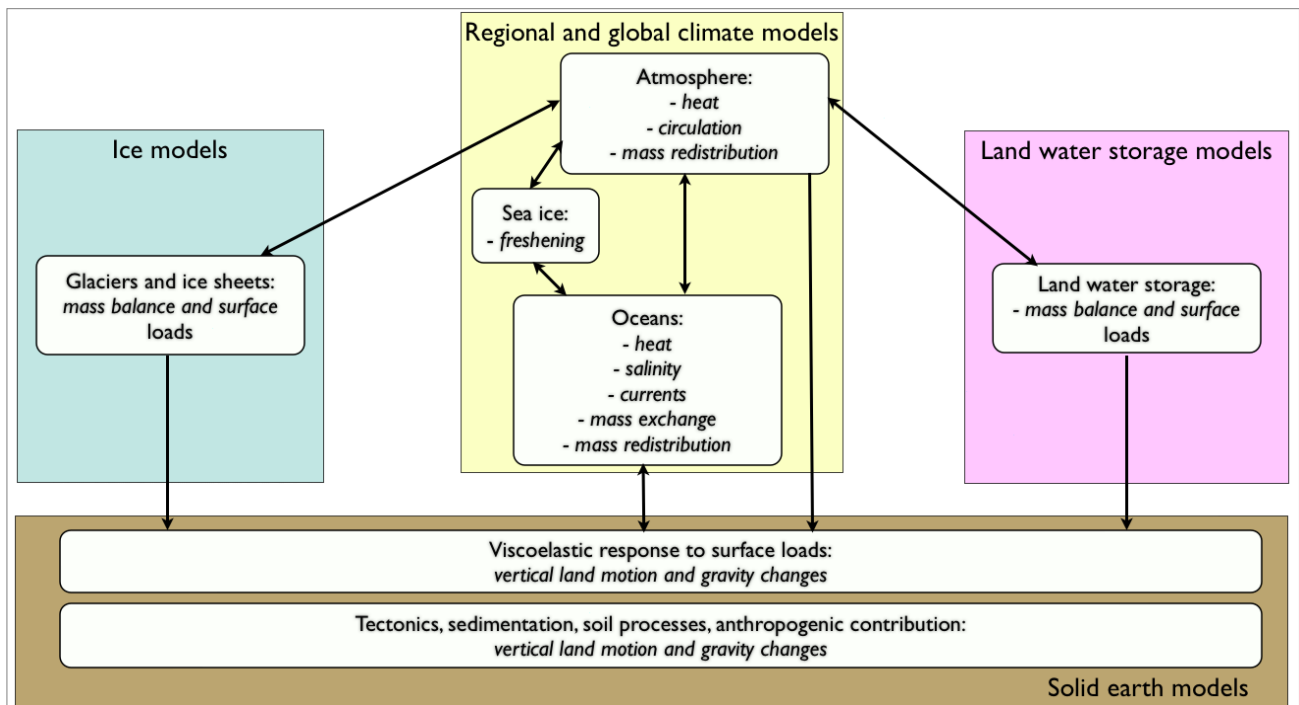 Regional and global climate models
Atmosphere:
- heat
- circulation
- mass redistribution
Ice models
Land water storage models
Sea ice:
- freshening
Glaciers and ice sheets:
mass balance and surface
loads
Land water storage:
- mass balance and surface
loads
Oceans:
- heat
- salinity
- currents
- mass exchange
- mass redistribution
Viscoelastic response to surface loads:
vertical land motion and gravity changes
Tectonics, sedimentation, soil processes, anthropogenic contribution:
vertical land motion and gravity changes
Solid earth models